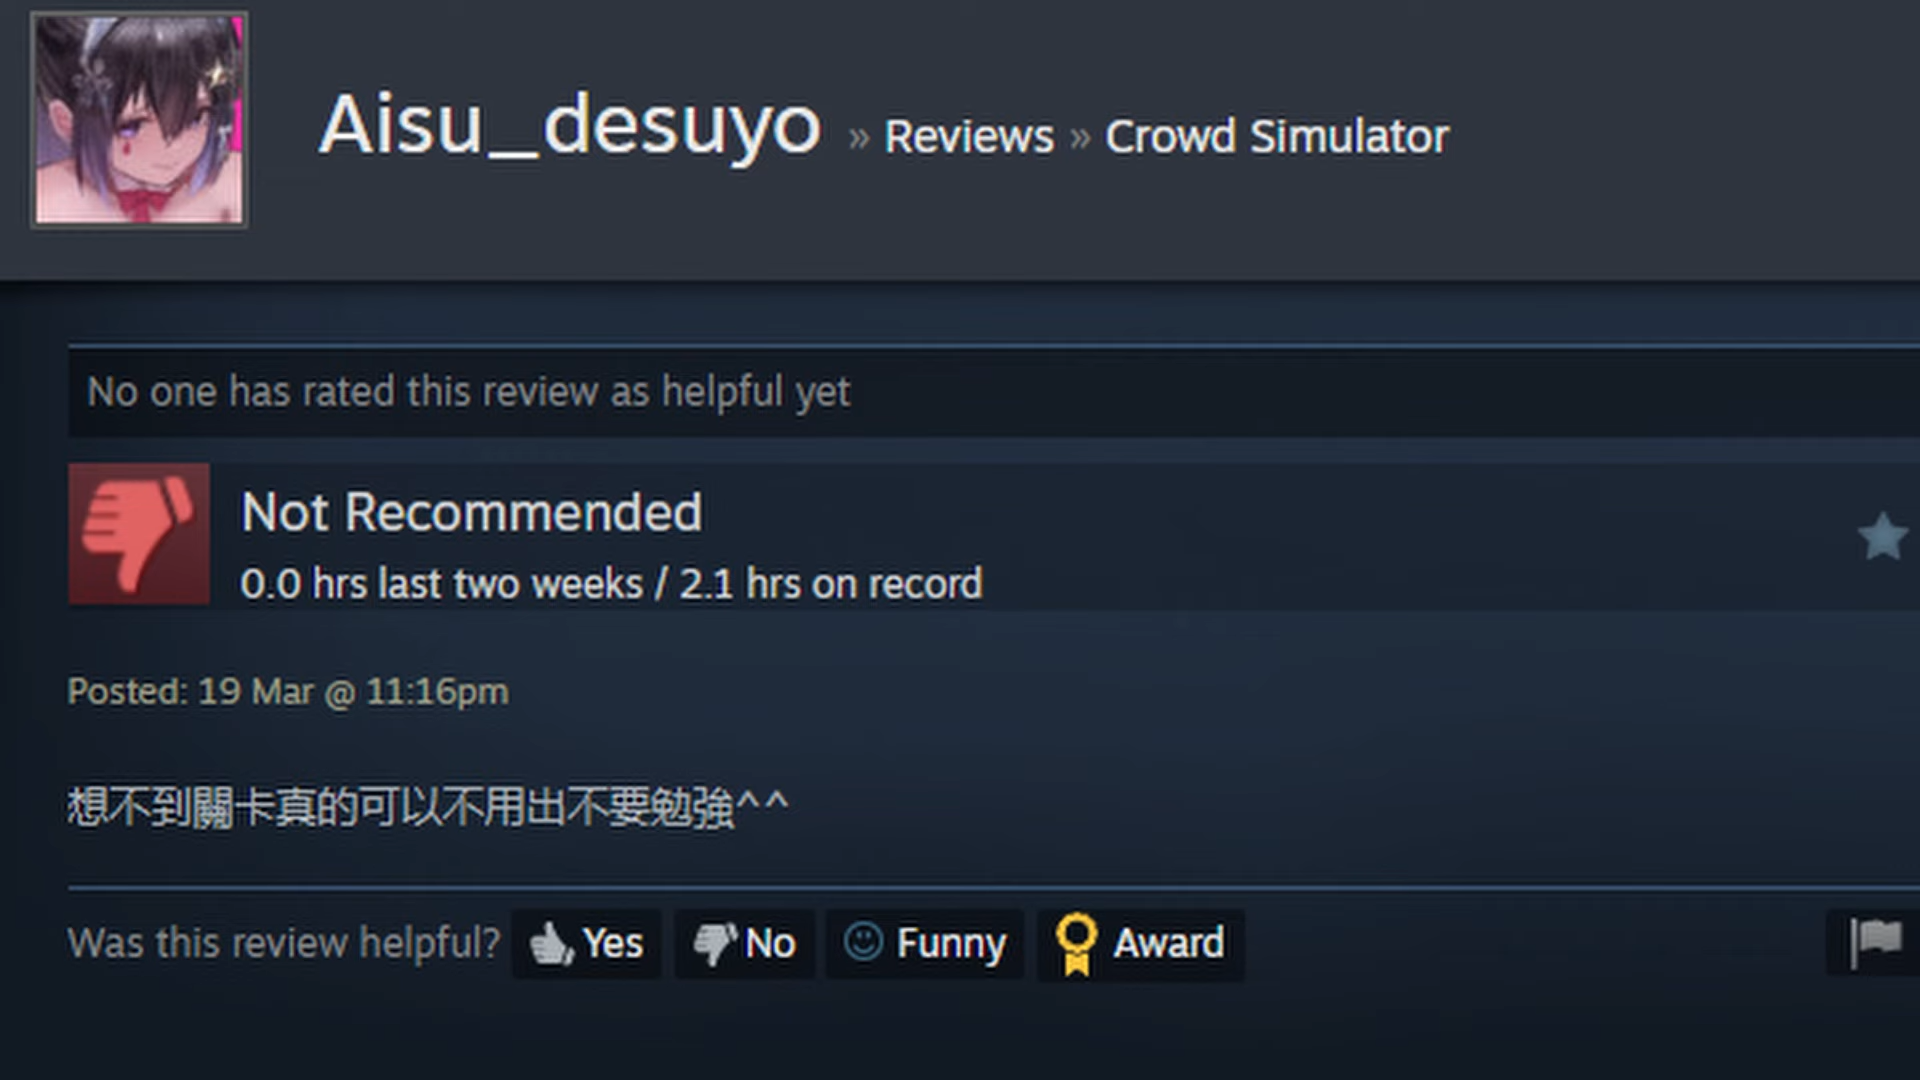 Aisu_desuyo » Reviews » Crowd Simulator
No one has rated this review as helpful yet
Not Recommended
0.0 hrs last two weeks / 2.1 hrs on record
Posted: 19 Mar @ 11:16pm
想不到關卡真的可以不用出不要勉強^^
Was this review helpful? Yes No Funny Award